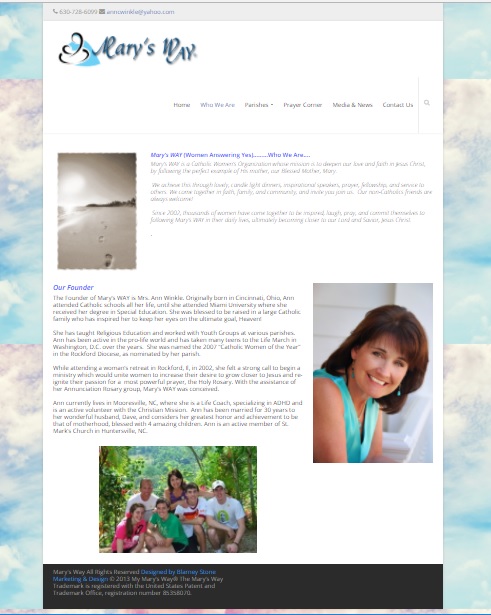 630-728-6099 annswinkle@yahoo.com
Mary's Way
Home Who We Are Parishes Prayer Corner Media & News Contact Us
Mary's WAY (Women Answering Yes)..........Who We Are....
Mary's WAY is a Catholic Women's Organization whose mission is to deepen our love and faith in Jesus Christ,
by following the perfect example of His mother, our Blessed Mother, Mary.
We achieve this through lovely, candle light dinners, inspirational speakers, prayer, fellowship, and service to
others. We come together in faith, family, and community, and invite you join us. Our non-Catholics friends are
always welcome!
Since 2002, thousands of women have come together to be inspired, laugh, pray, and commit themselves to
following Mary's WAY in their daily lives, ultimately becoming closer to our Lord and Savior, Jesus Christ.
.
Our Founder
The Founder of Mary's WAY is Mrs. Ann Winkle. Originally born in Cincinnati, Ohio, Ann
attended Catholic schools all her life, until she attended Miami University where she
received her degree in Special Education. She was blessed to be raised in a large Catholic
family who has inspired her to keep her eyes on the ultimate goal, Heaven!
She has taught Religious Education and worked with Youth Groups at various parishes.
Ann has been active in the pro-life world and has taken many teens to the Life March in
Washington, D.C. over the years. She was named the 2007 "Catholic Women of the Year"
in the Rockford Diocese, as nominated by her parish.
While attending a woman's retreat in Rockford, Il, in 2002, she felt a strong call to begin a
ministry which would unite women to increase their desire to grow closer to Jesus and re-
ignite their passion for a most powerful prayer, the Holy Rosary. With the assistance of
her Annunciation Rosary group, Mary's WAY was conceived.
Ann currently lives in Mooresville, NC, where she is a Life Coach, specializing in ADHD and
is an active volunteer with the Christian Mission. Ann has been married for 30 years to
her wonderful husband, Dave, and considers her greatest honor and achievement to be
that of motherhood, blessed with 4 amazing children. Ann is an active member of St.
Mark's Church in Huntersville, NC.
Mary's Way All Rights Reserved Designed by Blarney Stone
Marketing & Design © 2013 My Mary's Way® The Mary's Way
Trademark is registered with the United States Patent and
Trademark Office, registration number 85358070.